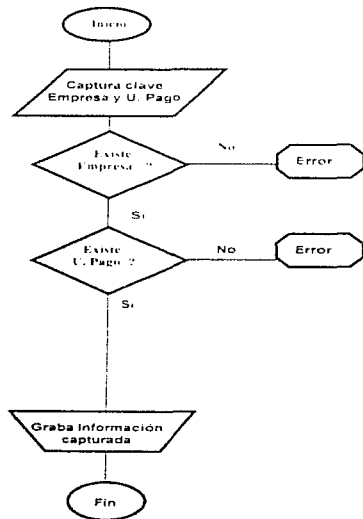 Inicio
Captura clave
Empresa y U. Pago
Existe
Empresa ?
No
Error
Si
Existe
U. Pago ?
No
Error
Si
Graba Información
capturada
Fin